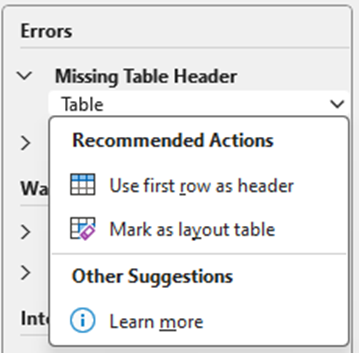 Errors
Missing Table Header
Table
Recommended Actions
Use first row as header
Wa
Mark as layout table
Other Suggestions
Inte
Learn more